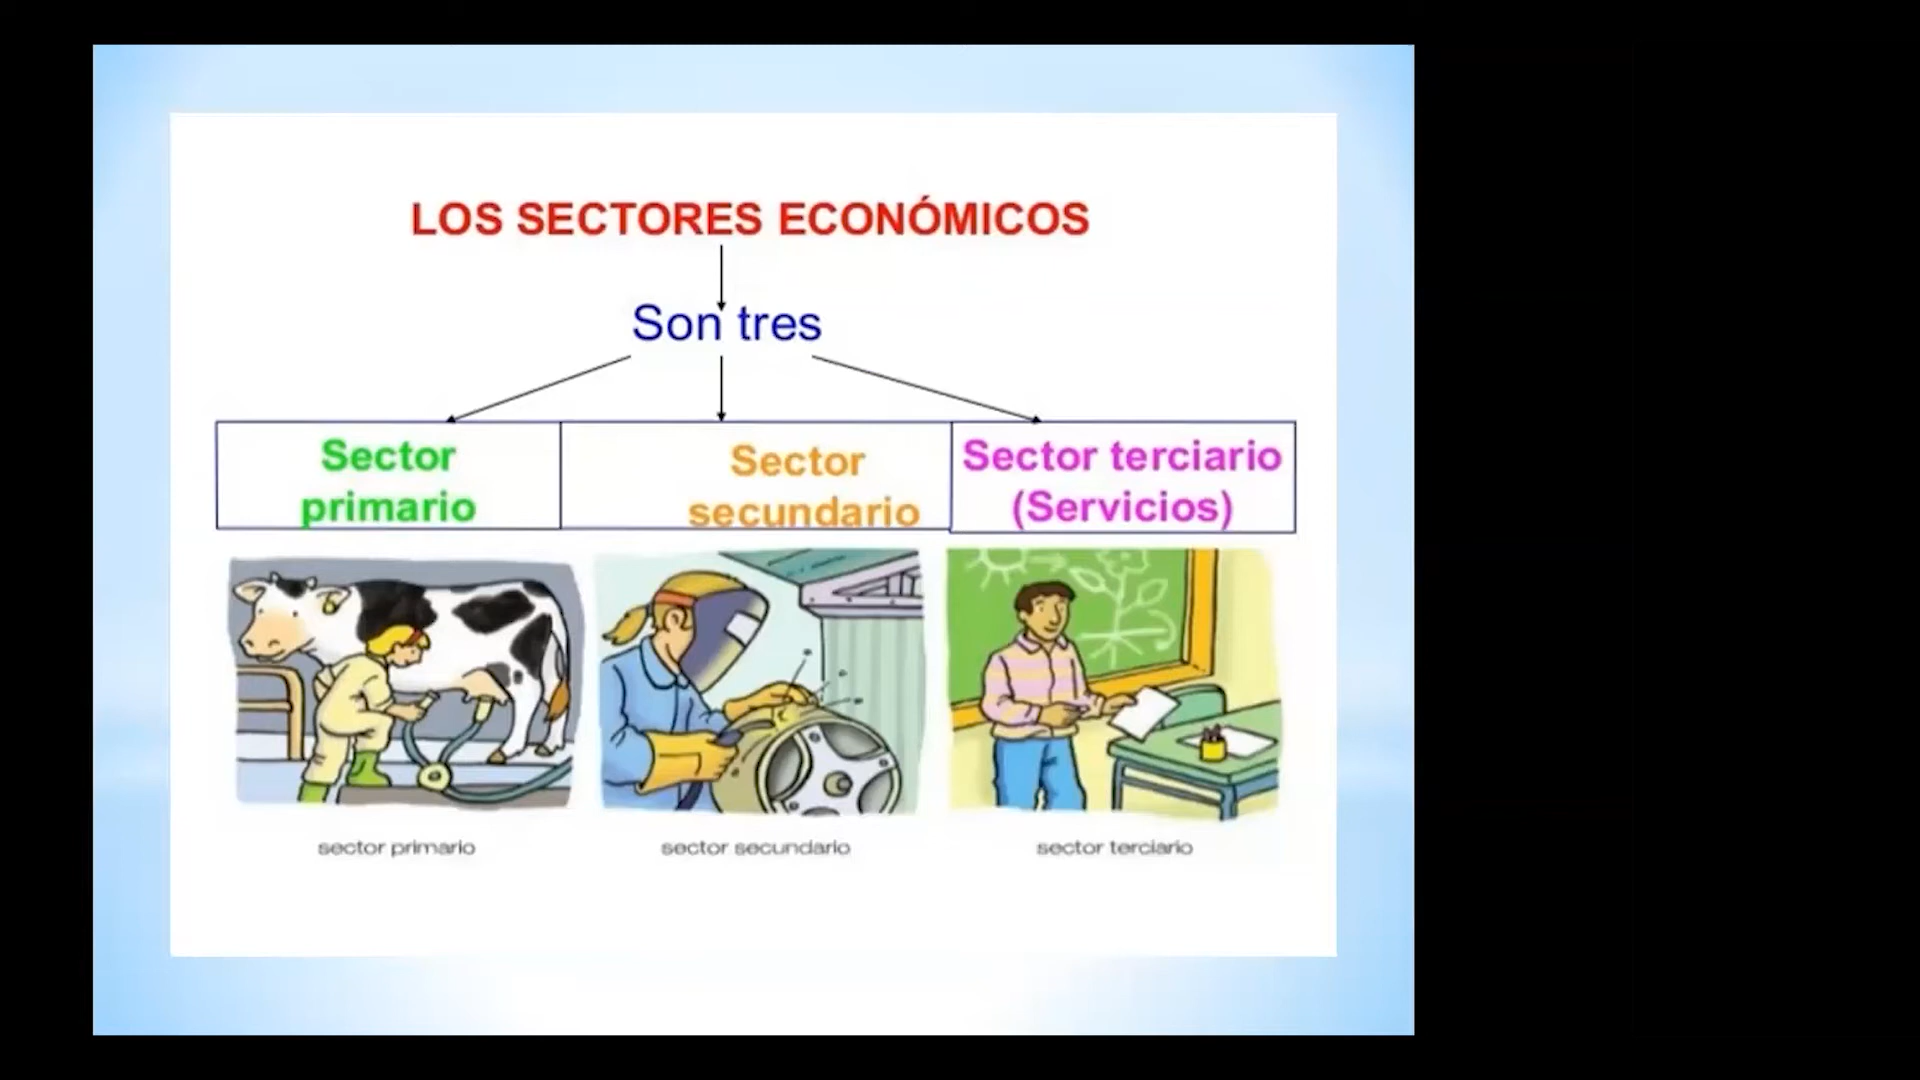 LOS SECTORES ECONÓMICOS
Son tres
Sector
primario
Sector
secundario
Sector terciario
(Servicios)
sector primario
sector secundario
sector terciario